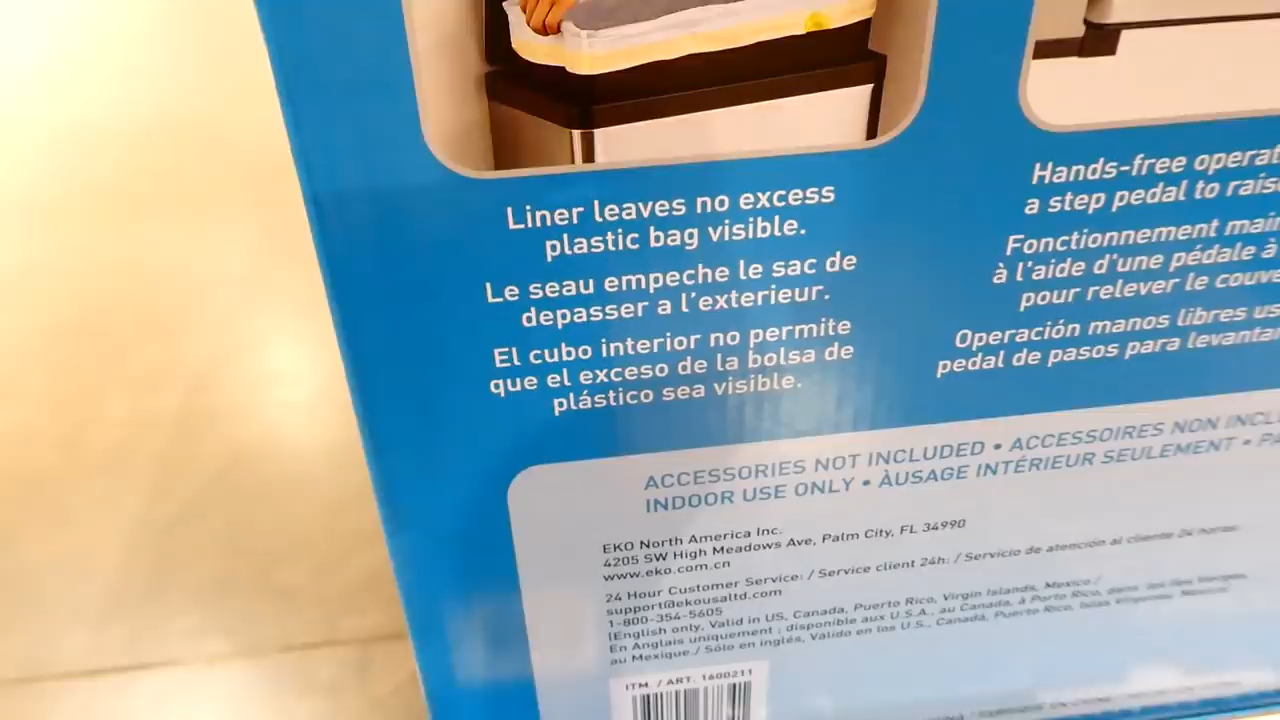 Liner leaves no excess
plastic bag visible.
Le seau empeche le sac de
depasser a l'exterieur.
El cubo interior no permite
que el exceso de la bolsa de
plástico sea visible.
Hands-free operat
a step pedal to rais
Fonctionnement mai
à l'aide d'une pédale à
pour relever le couve
Operación manos libres us
pedal de pasos para levantar
ACCESSORIES NOT INCLUDED • ACCESSOIRES NON INCL
INDOOR USE ONLY • ÀUSAGE INTÉRIEUR SEULEMENT •
EKO North America Inc.
4205 SW High Meadows Ave, Palm City, FL 34990
www.eko.com.cn
24 Hour Customer Service: / Service client 24h: / Servicio de atención al cliente 24 horas:
support@ekousaltd.com
1-800-354-5605
(English only, Valid in US, Canada, Puerto Rico, Virgin Islands, Mexico /
En Anglais uniquement : disponible aux U.S.A., au Canada, à Porto Rico, dans
au Mexique / Sólo en inglés, Válido en los U.S., Canadá, Puerto Rico,
ITM. / ART. 1600211